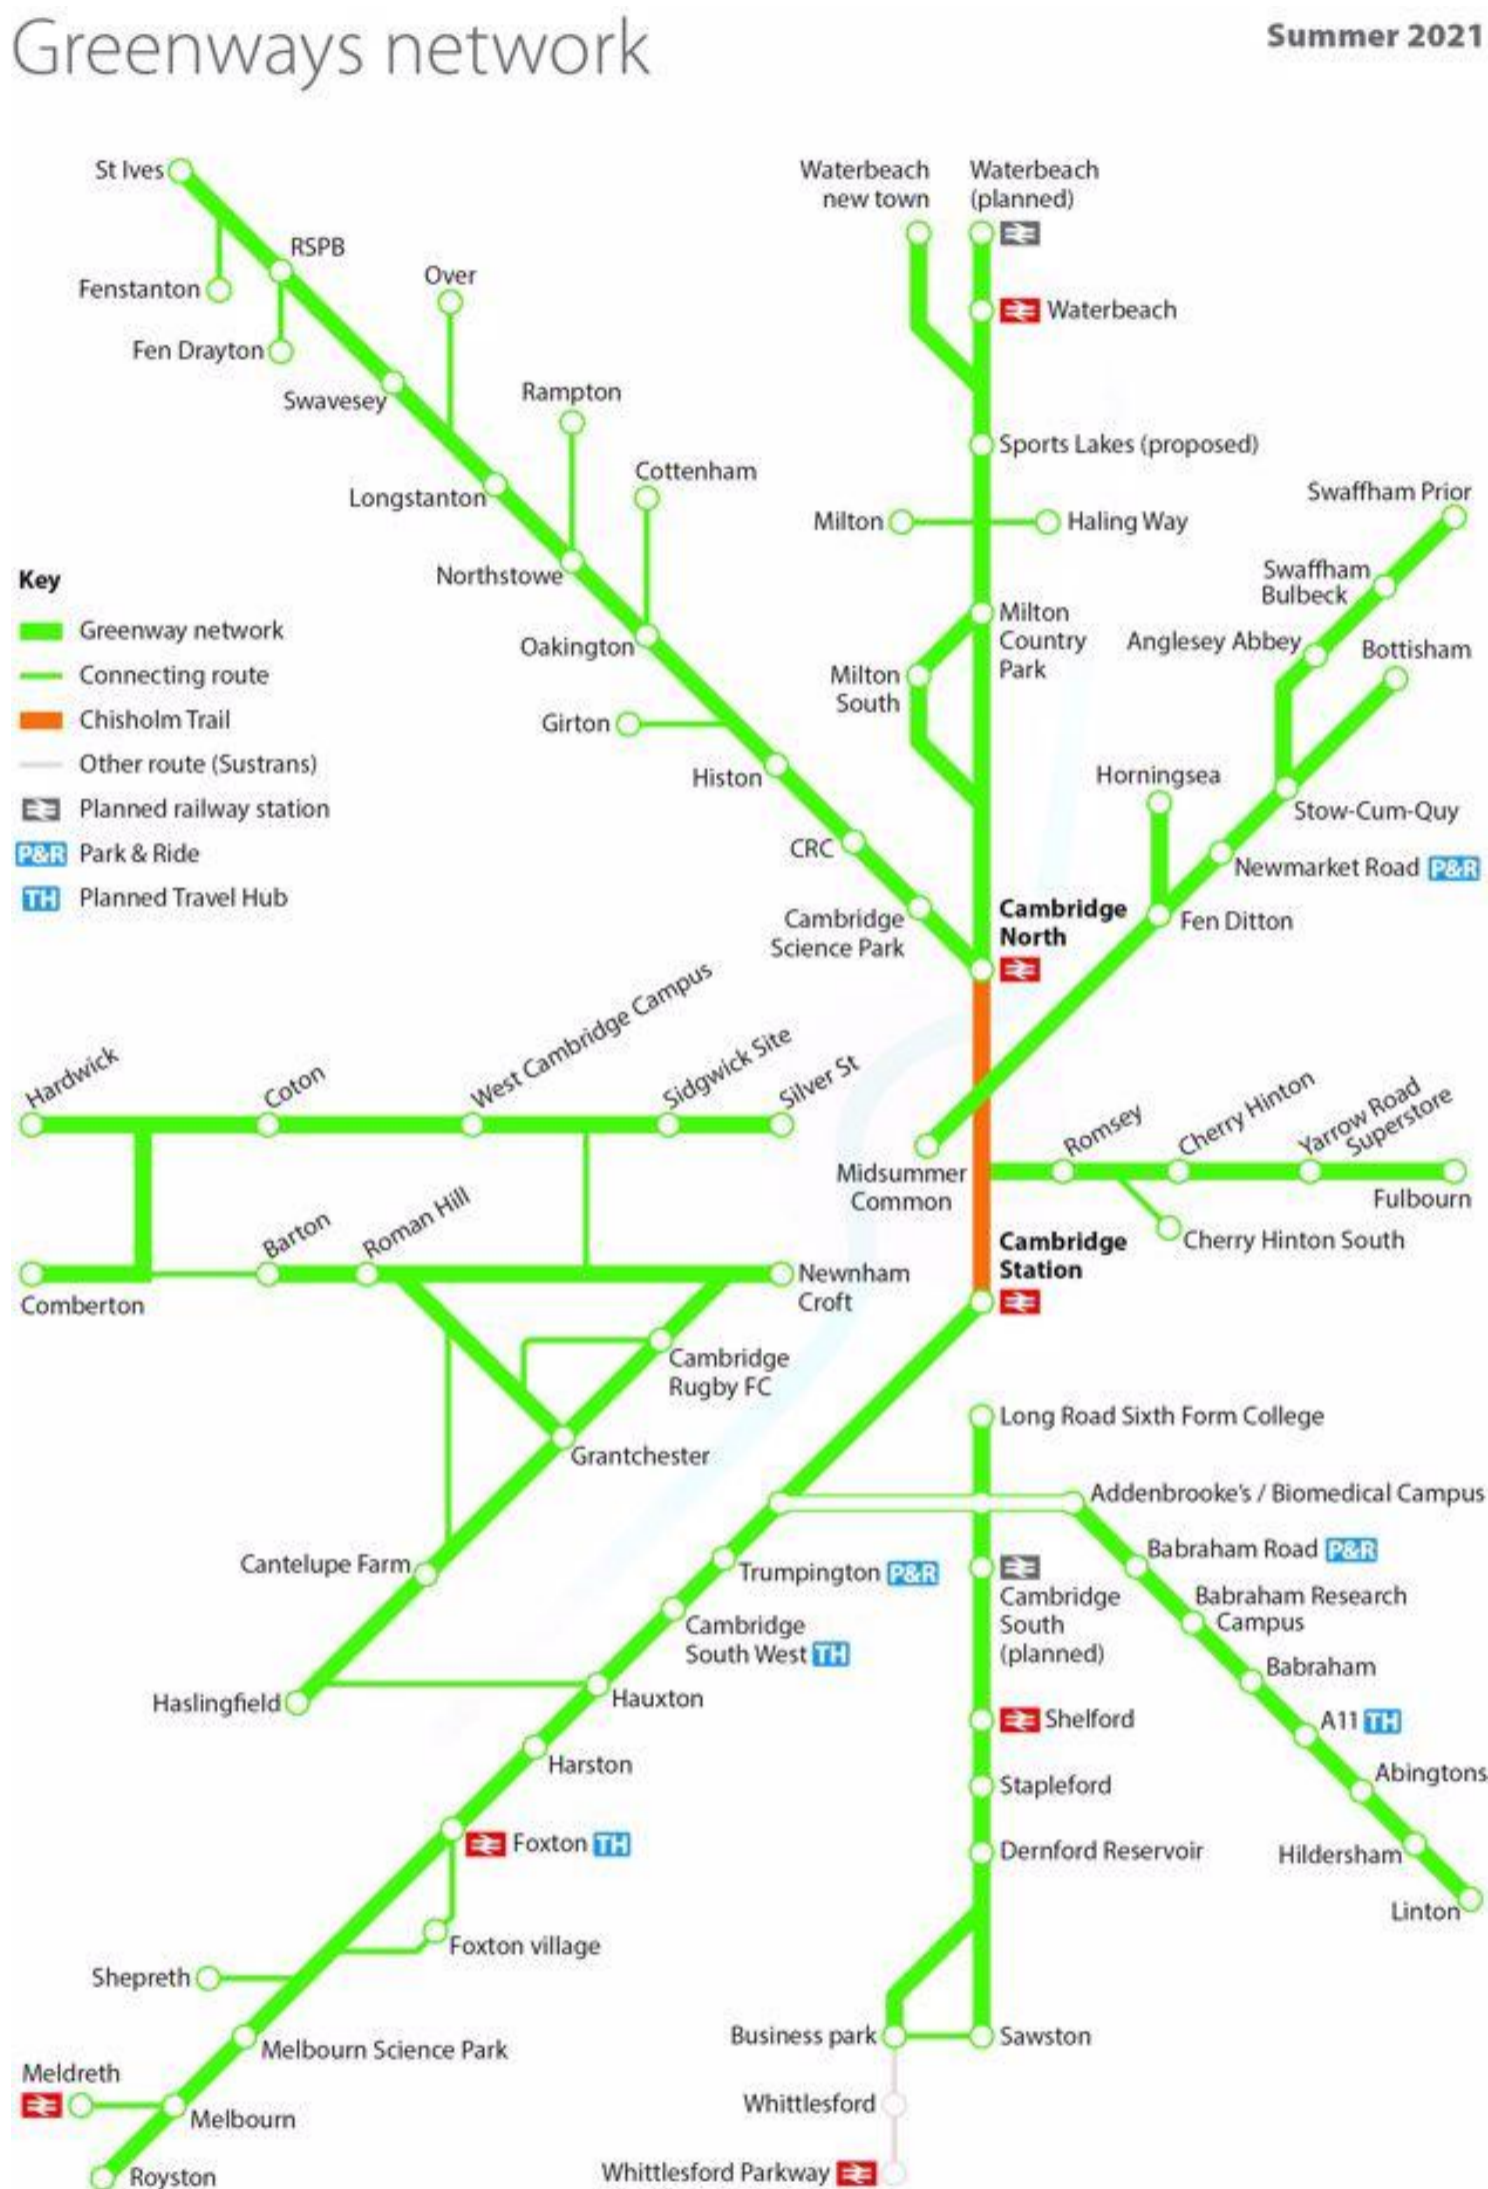 Greenways network
Summer 2021
St Ives
RSPB
Fenstanton
Fen Drayton
Over
Swavesey
Rampton
Longstanton
Cottenham
Northstowe
Oakington
Girton
Histon
CRC
Cambridge
Science Park
Waterbeach
new town
Waterbeach
(planned)
Waterbeach
Sports Lakes (proposed)
Milton
Haling Way
Milton
Country
Park
Milton
South
Swaffham Prior
Swaffham
Bulbeck
Anglesey Abbey
Bottisham
Horningsea
Stow-Cum-Quy
Newmarket Road P&R
Fen Ditton
Cambridge
North
Key
Greenway network
Connecting route
Chisholm Trail
Other route (Sustrans)
Planned railway station
P&R Park & Ride
TH Planned Travel Hub
Hardwick
Coton
West Cambridge Campus
Sidgwick Site
Silver St
Midsummer
Common
Romsey
Cherry Hinton
Yarrow Road
Superstore
Fulbourn
Cherry Hinton South
Comberton
Barton
Roman Hill
Newnham
Croft
Cambridge
Station
Cambridge
Rugby FC
Grantchester
Cantelupe Farm
Haslingfield
Long Road Sixth Form College
Addenbrooke's / Biomedical Campus
Trumpington P&R
Cambridge
South West TH
Hauxton
Harston
Foxton TH
Foxton village
Shepreth
Melbourn Science Park
Meldreth
Melbourn
Royston
Babraham Road P&R
Babraham Research
Campus
Babraham
A11 TH
Abingtons
Hildersham
Linton
Cambridge
South
(planned)
Shelford
Stapleford
Dernford Reservoir
Business park
Sawston
Whittlesford
Whittlesford Parkway